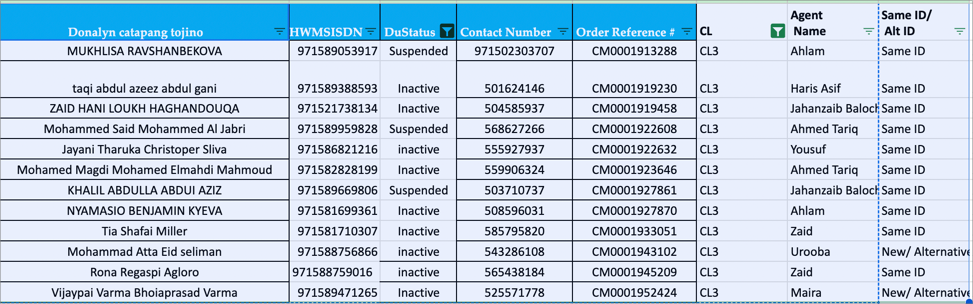 Donalyn catapang tojino HWMSISDN DuStatus Contact Number Order Reference # CL Agent Name Same ID/ Alt ID
MUKHLISA RAVSHANBEKOVA 971589053917 Suspended 971502303707 CM0001913288 CL3 Ahlam Same ID
taqi abdul azeez abdul gani 971589388593 Inactive 501624146 CM0001919230 CL3 Haris Asif Same ID
ZAID HANI LOUKH HAGHANDOUQA 971521738134 Inactive 504585937 CM0001919458 CL3 Jahanzaib Baloch Same ID
Mohammed Said Mohammed Al Jabri 971589959828 Suspended 568627266 CM0001922608 CL3 Ahmed Tariq Same ID
Jayani Tharuka Christoper Sliva 971586821216 inactive 555927937 CM0001922632 CL3 Yousuf Same ID
Mohamed Magdi Mohamed Elmahdi Mahmoud 971582828199 Inactive 559906324 CM0001923646 CL3 Ahmed Tariq Same ID
KHALIL ABDULLA ABDUI AZIZ 971589669806 Suspended 503710737 CM0001927861 CL3 Jahanzaib Baloch Same ID
NYAMASIO BENJAMIN KYEVA 971581699361 Inactive 508596031 CM0001927870 CL3 Ahlam Same ID
Tia Shafai Miller 971581710307 Inactive 585795820 CM0001933051 CL3 Zaid Same ID
Mohammad Atta Eid seliman 971588756866 inactive 543286108 CM0001943102 CL3 Urooba New/ Alternative
Rona Regaspi Agloro 971588759016 inactive 565438184 CM0001945209 CL3 Zaid Same ID
Vijaypai Varma Bhoiaprasad Varma 971589471265 Inactive 525571778 CM0001952424 CL3 Maira New/ Alternative